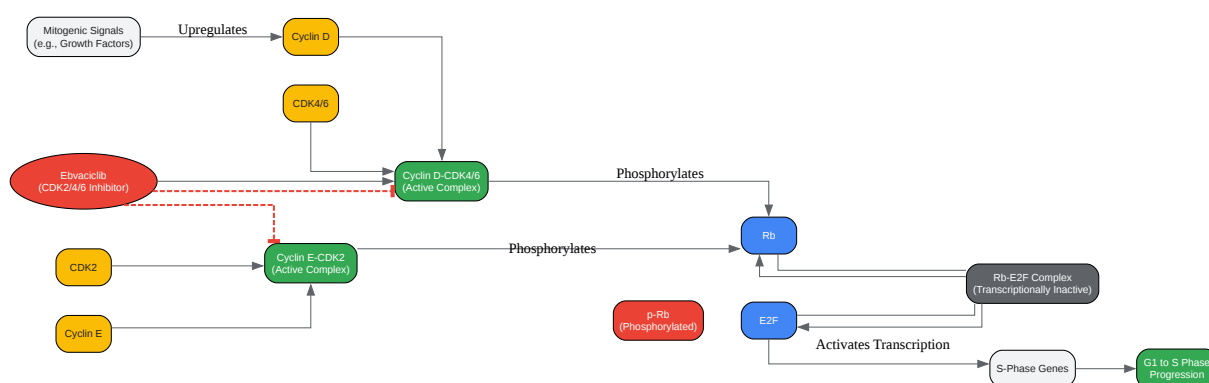 Mitogenic Signals
(e.g., Growth Factors)
Upregulates
Cyclin D
CDK4/6
Ebvaciclib
(CDK2/4/6 Inhibitor)
Cyclin D-CDK4/6
(Active Complex)
Phosphorylates
Rb
CDK2
Cyclin E-CDK2
(Active Complex)
Phosphorylates
Rb-E2F Complex
(Transcriptionally Inactive)
Cyclin E
p-Rb
(Phosphorylated)
E2F
Activates Transcription
S-Phase Genes
G1 to S Phase
Progression